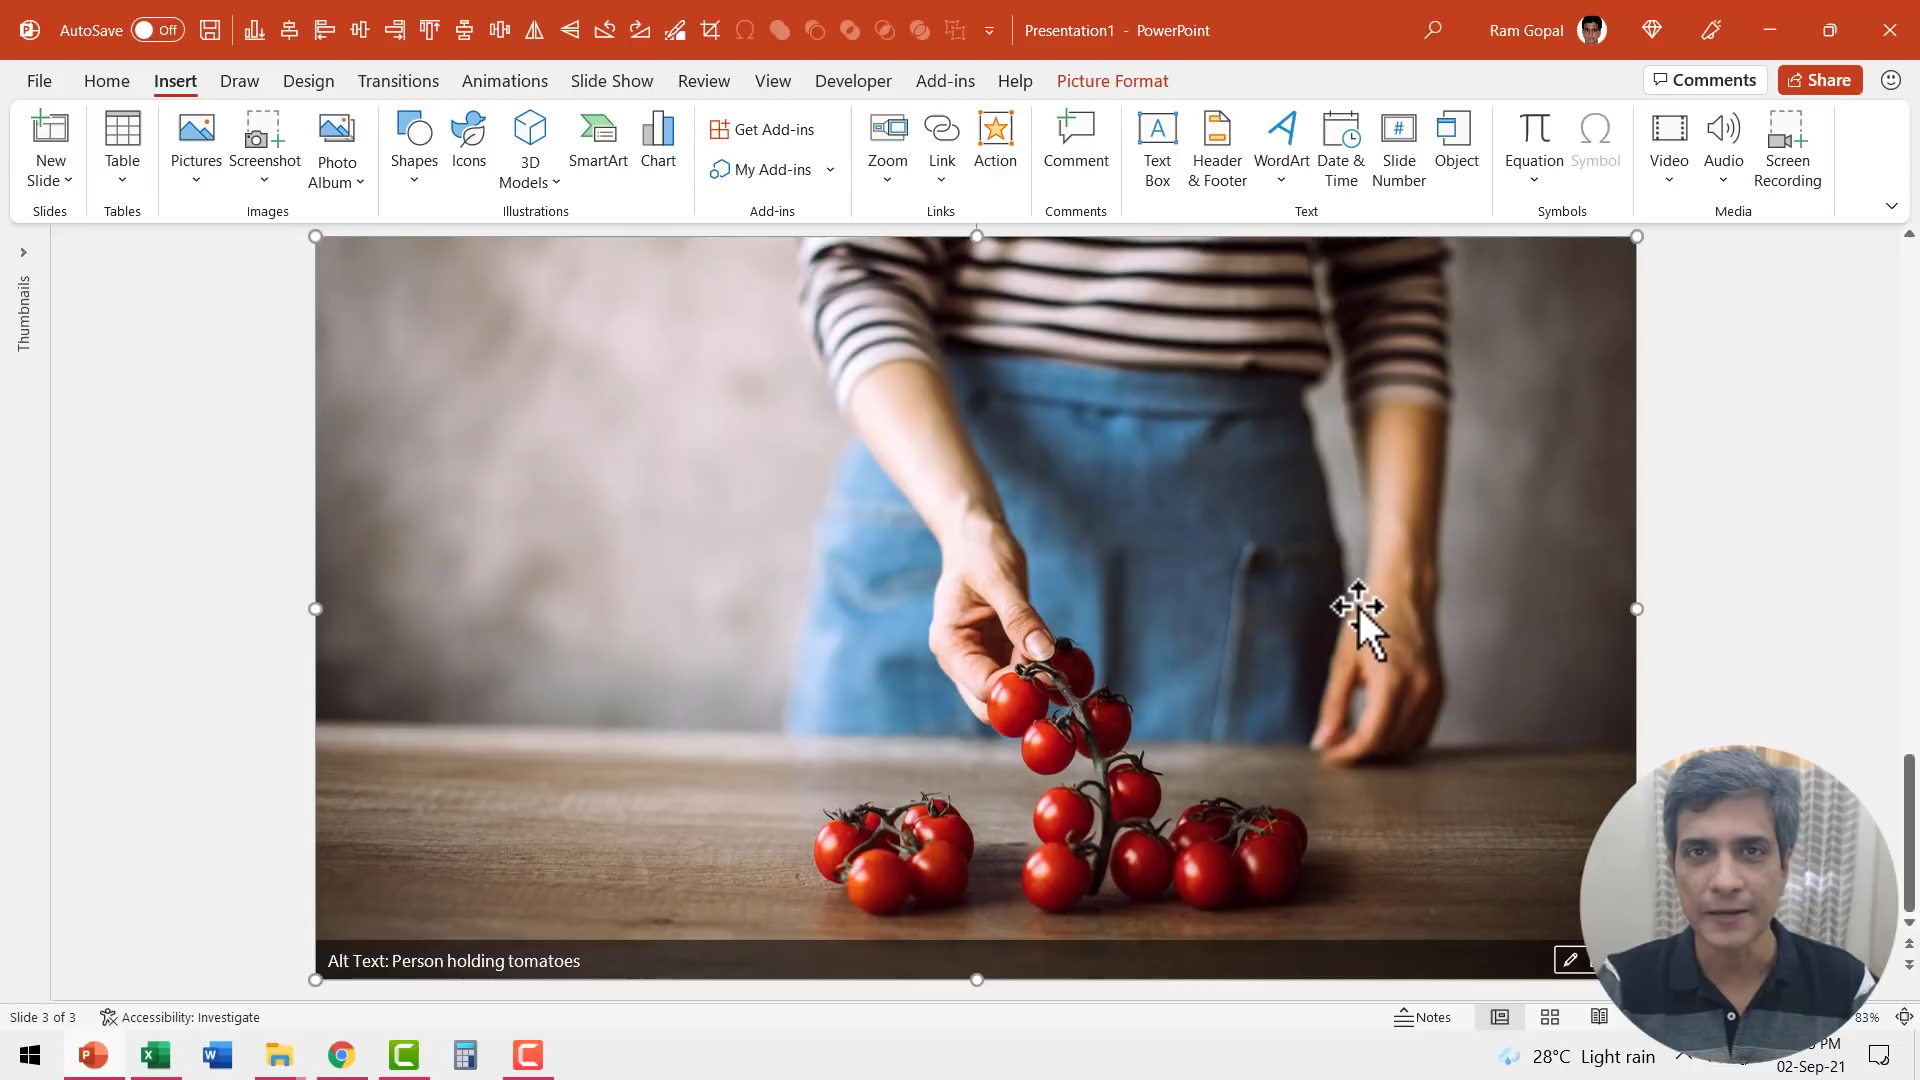 AutoSave Off Presentation1 - PowerPoint Ram Gopal
File Home Insert Draw Design Transitions Animations Slide Show Review View Developer Add-ins Help Picture Format Comments Share
New Slide
Table
Pictures
Screenshot
Photo Album
Shapes
Icons
3D Models
SmartArt
Chart
Get Add-ins
My Add-ins
Zoom
Link
Action
Comment
Text Box
Header & Footer
WordArt
Date & Time
Slide Number
Object
Equation
Symbol
Video
Audio
Screen Recording
Slides Tables Images Illustrations Add-ins Links Comments Text Symbols Media
Thumbnails
Alt Text: Person holding tomatoes
Slide 3 of 3 Accessibility: Investigate Notes 83%
28°C Light rain PM
02-Sep-21